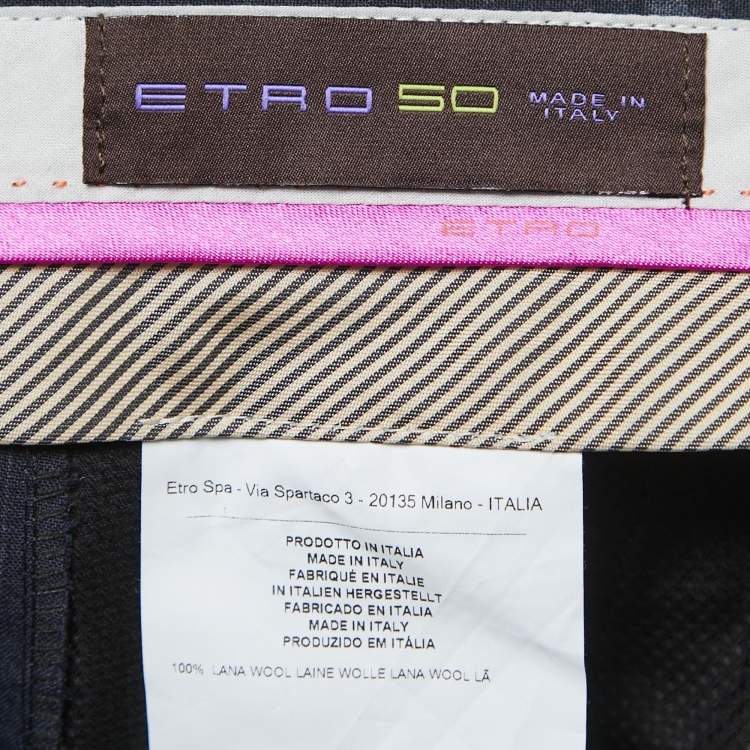 ETRO 50 MADE IN
ITALY
ETRO
Etro Spa - Via Spartaco 3 - 20135 Milano - ITALIA
PRODOTTO IN ITALIA
MADE IN ITALY
FABRIQUÉ EN ITALIE
IN ITALIEN HERGESTELLT
FABRICADO EN ITALIA
MADE IN ITALY
PRODUZIDO EM ITÁLIA
100% LANA WOOL LAINE WOLLE LANA WOOL LÃ